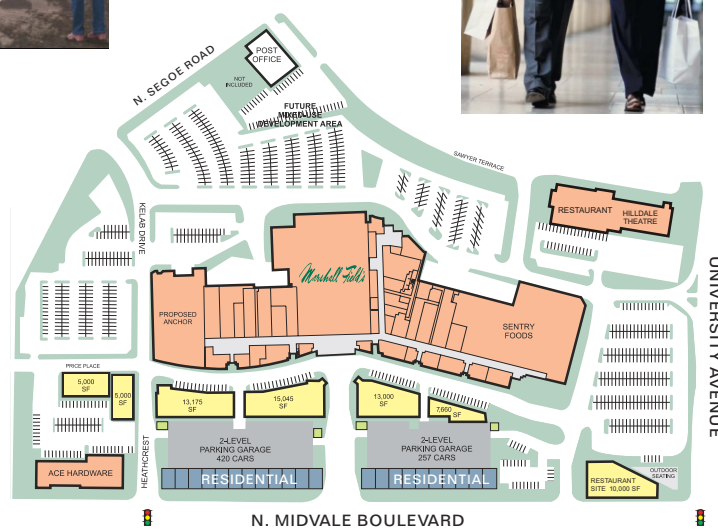 N. SEGOE ROAD
POST
OFFICE
NOT
INCLUDED
FUTURE
MIXED-USE
DEVELOPMENT AREA
SAWYER TERRACE
KELAB DRIVE
RESTAURANT
HILLDALE
THEATRE
UNIVERSITY AVENUE
Marshall Field's
PROPOSED
ANCHOR
SENTRY
FOODS
PRICE PLACE
5,000
SF
5,000
SF
13,175
SF
15,045
SF
13,000
SF
7,660
SF
2-LEVEL
PARKING GARAGE
420 CARS
2-LEVEL
PARKING GARAGE
257 CARS
ACE HARDWARE
HEATHCREST
RESIDENTIAL
RESIDENTIAL
OUTDOOR
SEATING
RESTAURANT
SITE 10,000 SF
N. MIDVALE BOULEVARD